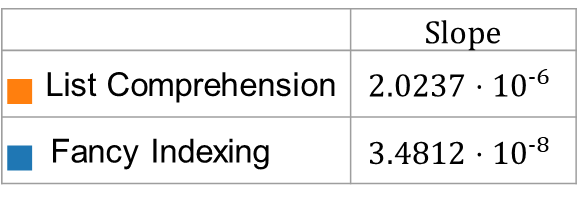 Slope
List Comprehension 2.0237 · 10⁻⁶
Fancy Indexing 3.4812 · 10⁻⁸